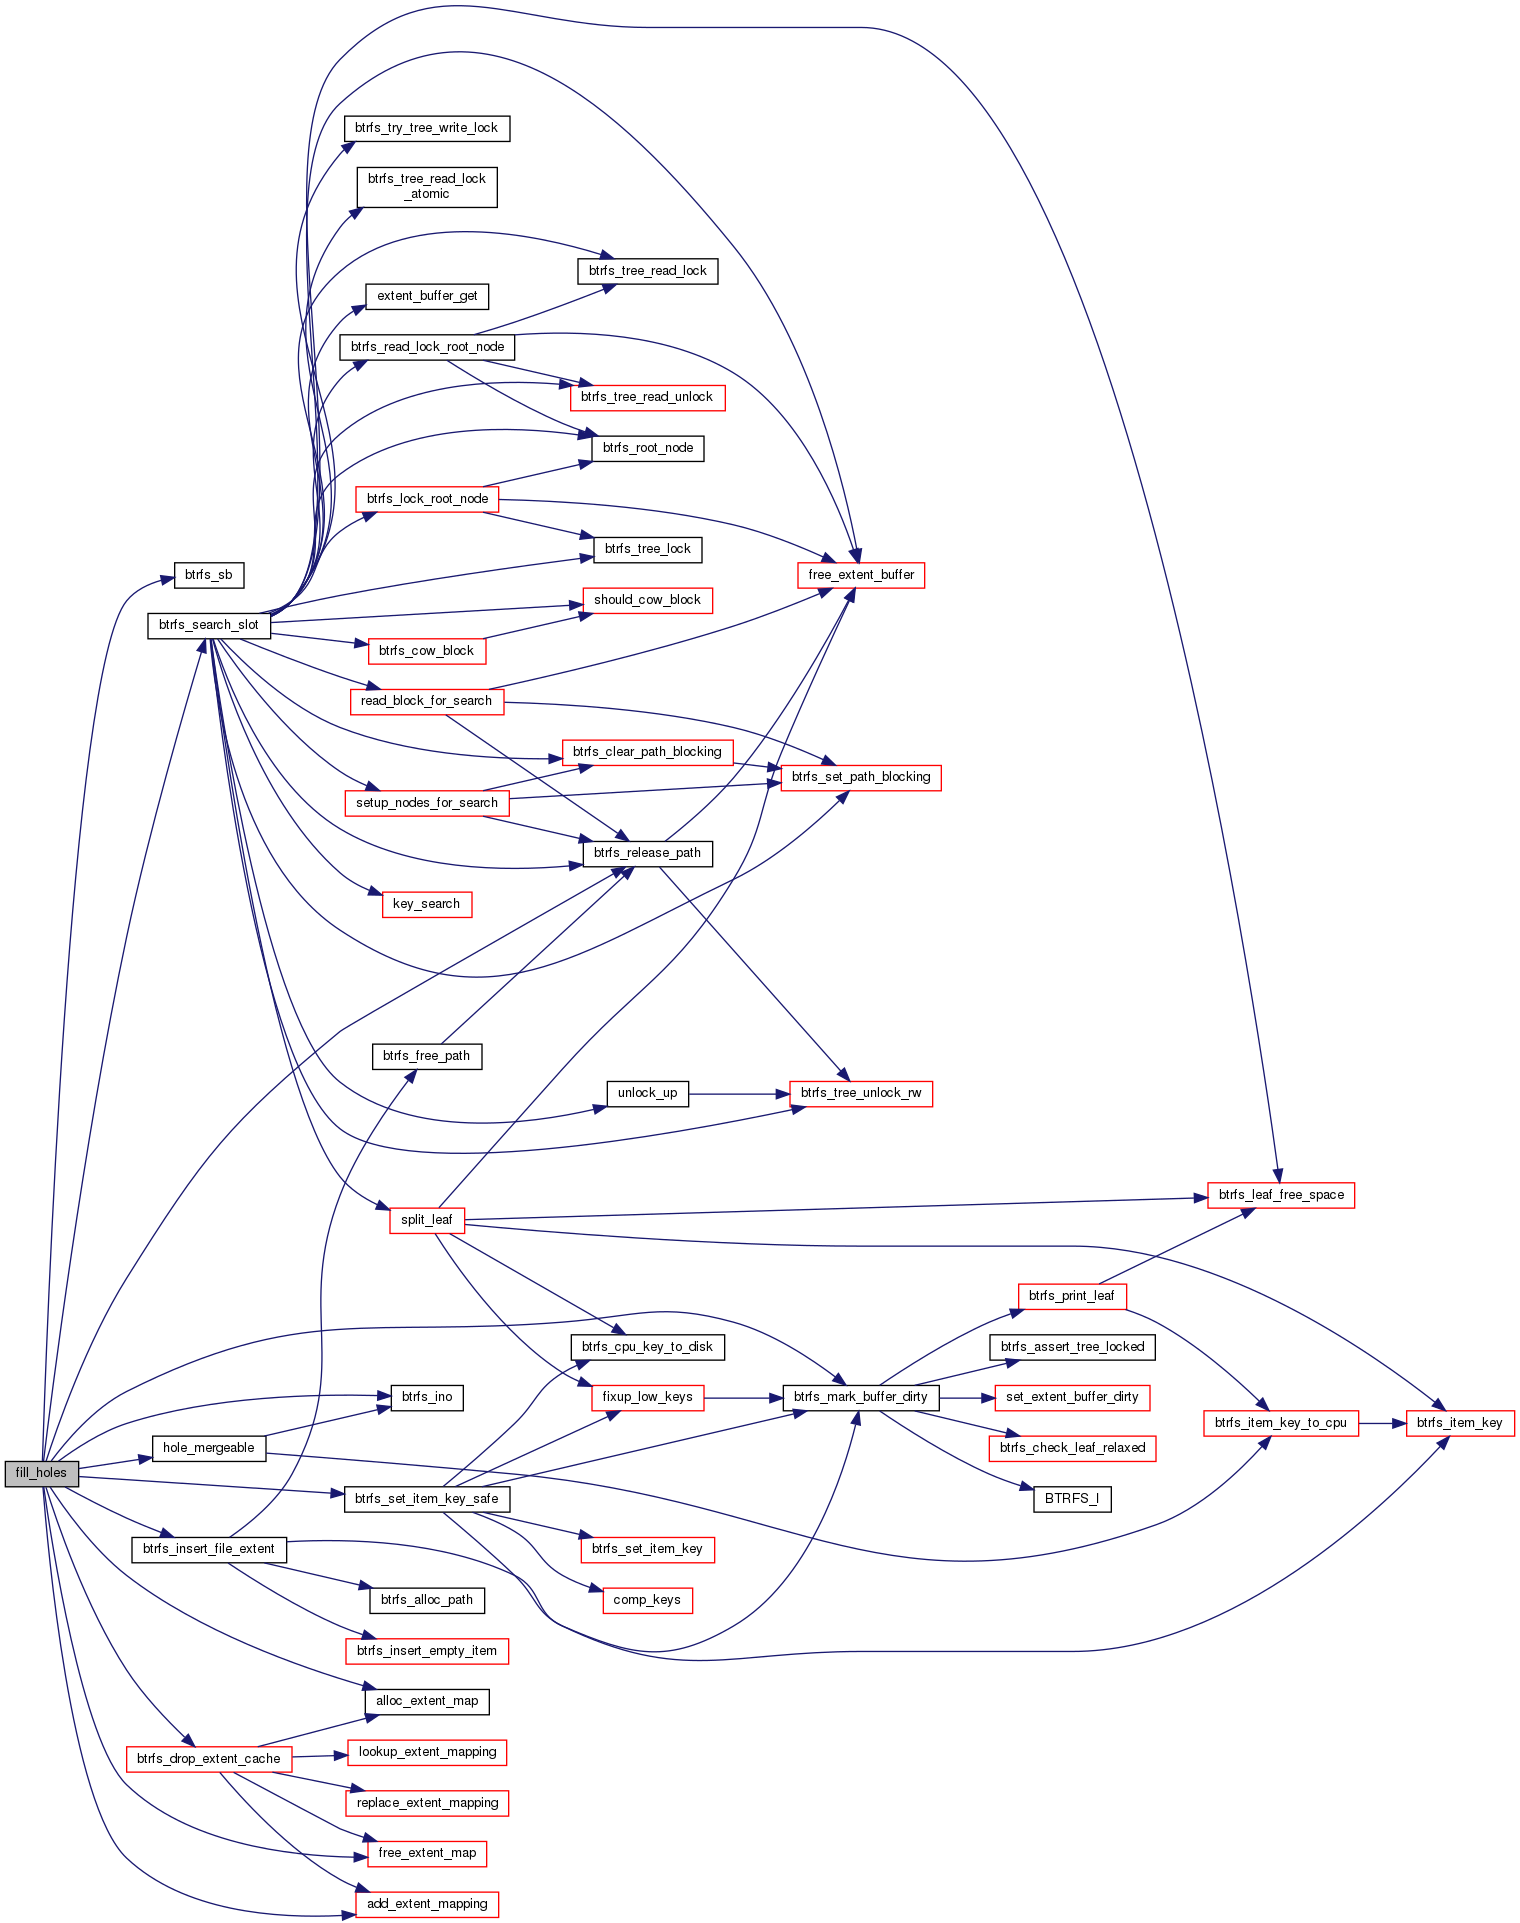 btrfs_try_tree_write_lock
btrfs_tree_read_lock
_atomic
btrfs_tree_read_lock
extent_buffer_get
btrfs_read_lock_root_node
btrfs_tree_read_unlock
btrfs_root_node
btrfs_lock_root_node
btrfs_tree_lock
btrfs_sb
free_extent_buffer
should_cow_block
btrfs_search_slot
btrfs_cow_block
read_block_for_search
btrfs_clear_path_blocking
btrfs_set_path_blocking
setup_nodes_for_search
btrfs_release_path
key_search
btrfs_free_path
unlock_up
btrfs_tree_unlock_rw
btrfs_leaf_free_space
split_leaf
btrfs_print_leaf
btrfs_cpu_key_to_disk
btrfs_assert_tree_locked
btrfs_ino
fixup_low_keys
btrfs_mark_buffer_dirty
set_extent_buffer_dirty
btrfs_item_key_to_cpu
btrfs_item_key
hole_mergeable
btrfs_check_leaf_relaxed
fill_holes
btrfs_set_item_key_safe
BTRFS_I
btrfs_insert_file_extent
btrfs_set_item_key
btrfs_alloc_path
comp_keys
btrfs_insert_empty_item
alloc_extent_map
btrfs_drop_extent_cache
lookup_extent_mapping
replace_extent_mapping
free_extent_map
add_extent_mapping